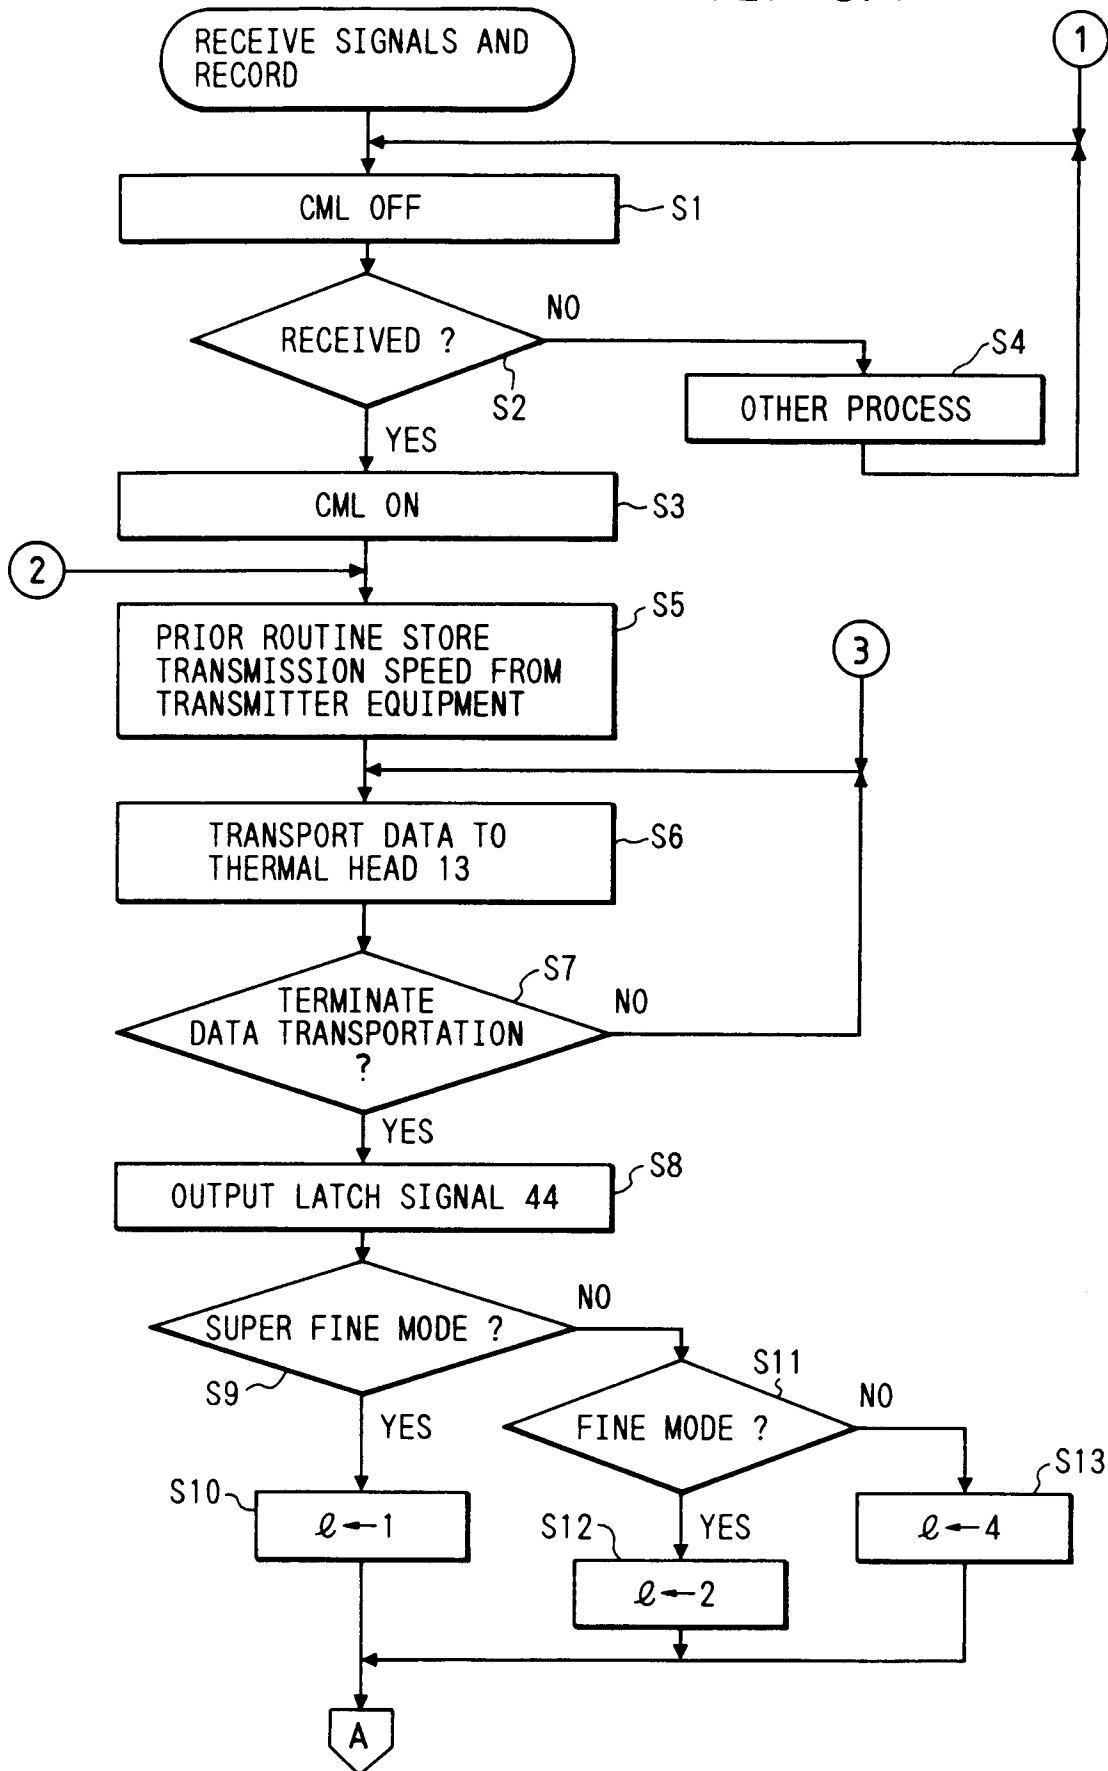 RECEIVE SIGNALS AND
RECORD
1
CML OFF
S1
RECEIVED ?
NO
S2
S4
OTHER PROCESS
YES
CML ON
S3
2
S5
PRIOR ROUTINE STORE
TRANSMISSION SPEED FROM
TRANSMITTER EQUIPMENT
3
TRANSPORT DATA TO
THERMAL HEAD 13
S6
S7
TERMINATE
DATA TRANSPORTATION
?
NO
YES
S8
OUTPUT LATCH SIGNAL 44
SUPER FINE MODE ?
NO
S9
YES
S11
FINE MODE ?
NO
S10
ℓ←1
S12
YES
ℓ←2
S13
ℓ←4
A